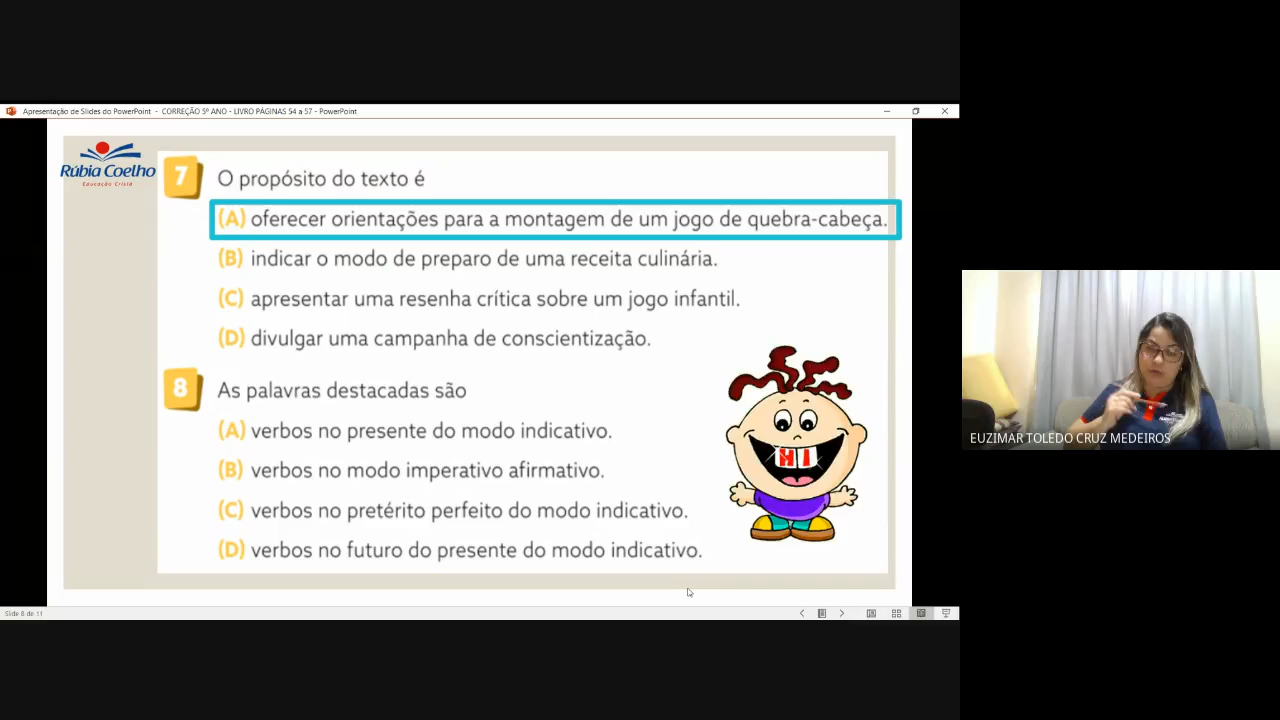 Apresentação de Slides do PowerPoint - CORREÇÃO 5º ANO - LIVRO PÁGINAS 54 a 57 - PowerPoint
Rúbia Coelho
Educação Cristã
7 O propósito do texto é
(A) oferecer orientações para a montagem de um jogo de quebra-cabeça.
(B) indicar o modo de preparo de uma receita culinária.
(C) apresentar uma resenha crítica sobre um jogo infantil.
(D) divulgar uma campanha de conscientização.
8 As palavras destacadas são
(A) verbos no presente do modo indicativo.
(B) verbos no modo imperativo afirmativo.
(C) verbos no pretérito perfeito do modo indicativo.
(D) verbos no futuro do presente do modo indicativo.
HI
EUZIMAR TOLEDO CRUZ MEDEIROS
Slide 8 de 11